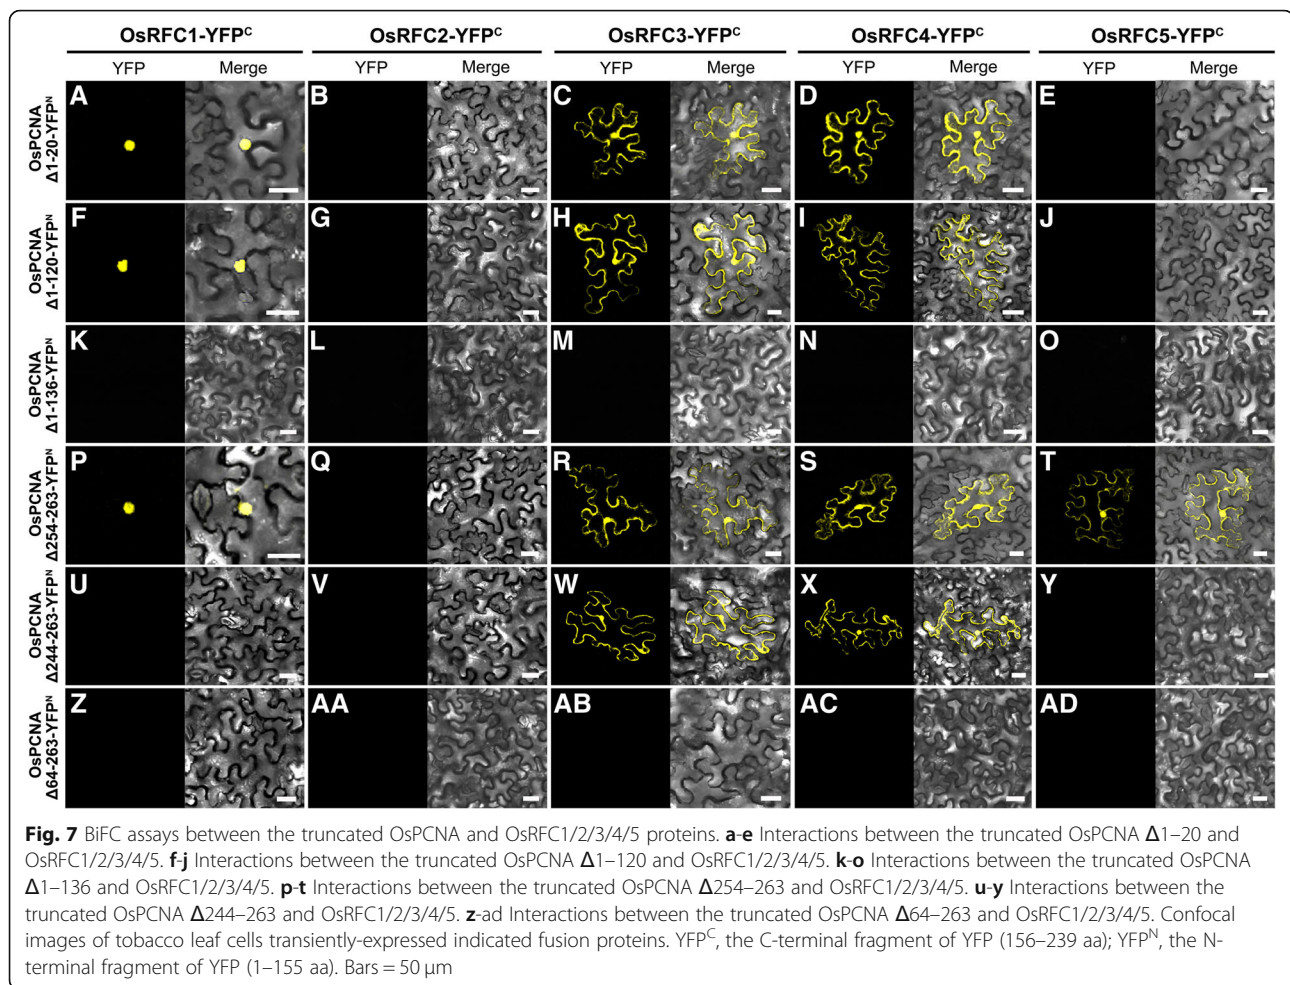 OsRFC1-YFPᶜ OsRFC2-YFPᶜ OsRFC3-YFPᶜ OsRFC4-YFPᶜ OsRFC5-YFPᶜ
YFP Merge YFP Merge YFP Merge YFP Merge YFP Merge
OsPCNA
Δ1-20-YFPᴺ
A B C D E
OsPCNA
Δ1-120-YFPᴺ
F G H I J
OsPCNA
Δ1-136-YFPᴺ
K L M N O
OsPCNA
Δ254-263-YFPᴺ
P Q R S T
OsPCNA
Δ244-263-YFPᴺ
U V W X Y
OsPCNA
Δ64-263-YFPᴺ
Z AA AB AC AD
Fig. 7 BiFC assays between the truncated OsPCNA and OsRFC1/2/3/4/5 proteins. a-e Interactions between the truncated OsPCNA Δ1–20 and
OsRFC1/2/3/4/5. f-j Interactions between the truncated OsPCNA Δ1–120 and OsRFC1/2/3/4/5. k-o Interactions between the truncated OsPCNA
Δ1–136 and OsRFC1/2/3/4/5. p-t Interactions between the truncated OsPCNA Δ254–263 and OsRFC1/2/3/4/5. u-y Interactions between the
truncated OsPCNA Δ244–263 and OsRFC1/2/3/4/5. z-ad Interactions between the truncated OsPCNA Δ64–263 and OsRFC1/2/3/4/5. Confocal
images of tobacco leaf cells transiently-expressed indicated fusion proteins. YFPᶜ, the C-terminal fragment of YFP (156–239 aa); YFPᴺ, the N-
terminal fragment of YFP (1–155 aa). Bars = 50 μm